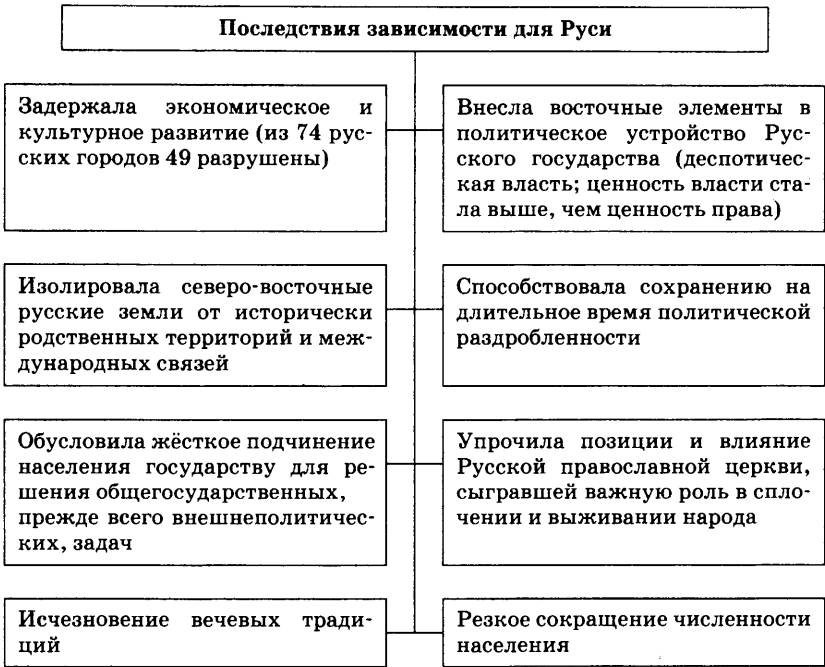 Последствия зависимости для Руси
Задержала экономическое и
культурное развитие (из 74 рус-
ских городов 49 разрушены)
Внесла восточные элементы в
политическое устройство Рус-
ского государства (деспотичес-
кая власть; ценность власти ста-
ла выше, чем ценность права)
Изолировала северо-восточные
русские земли от исторически
родственных территорий и меж-
дународных связей
Способствовала сохранению на
длительное время политической
раздробленности
Обусловила жёсткое подчинение
населения государству для ре-
шения общегосударственных,
прежде всего внешнеполитичес-
ких, задач
Упрочила позиции и влияние
Русской православной церкви,
сыгравшей важную роль в спло-
чении и выживании народа
Исчезновение вечевых тради-
ций
Резкое сокращение численности
населения